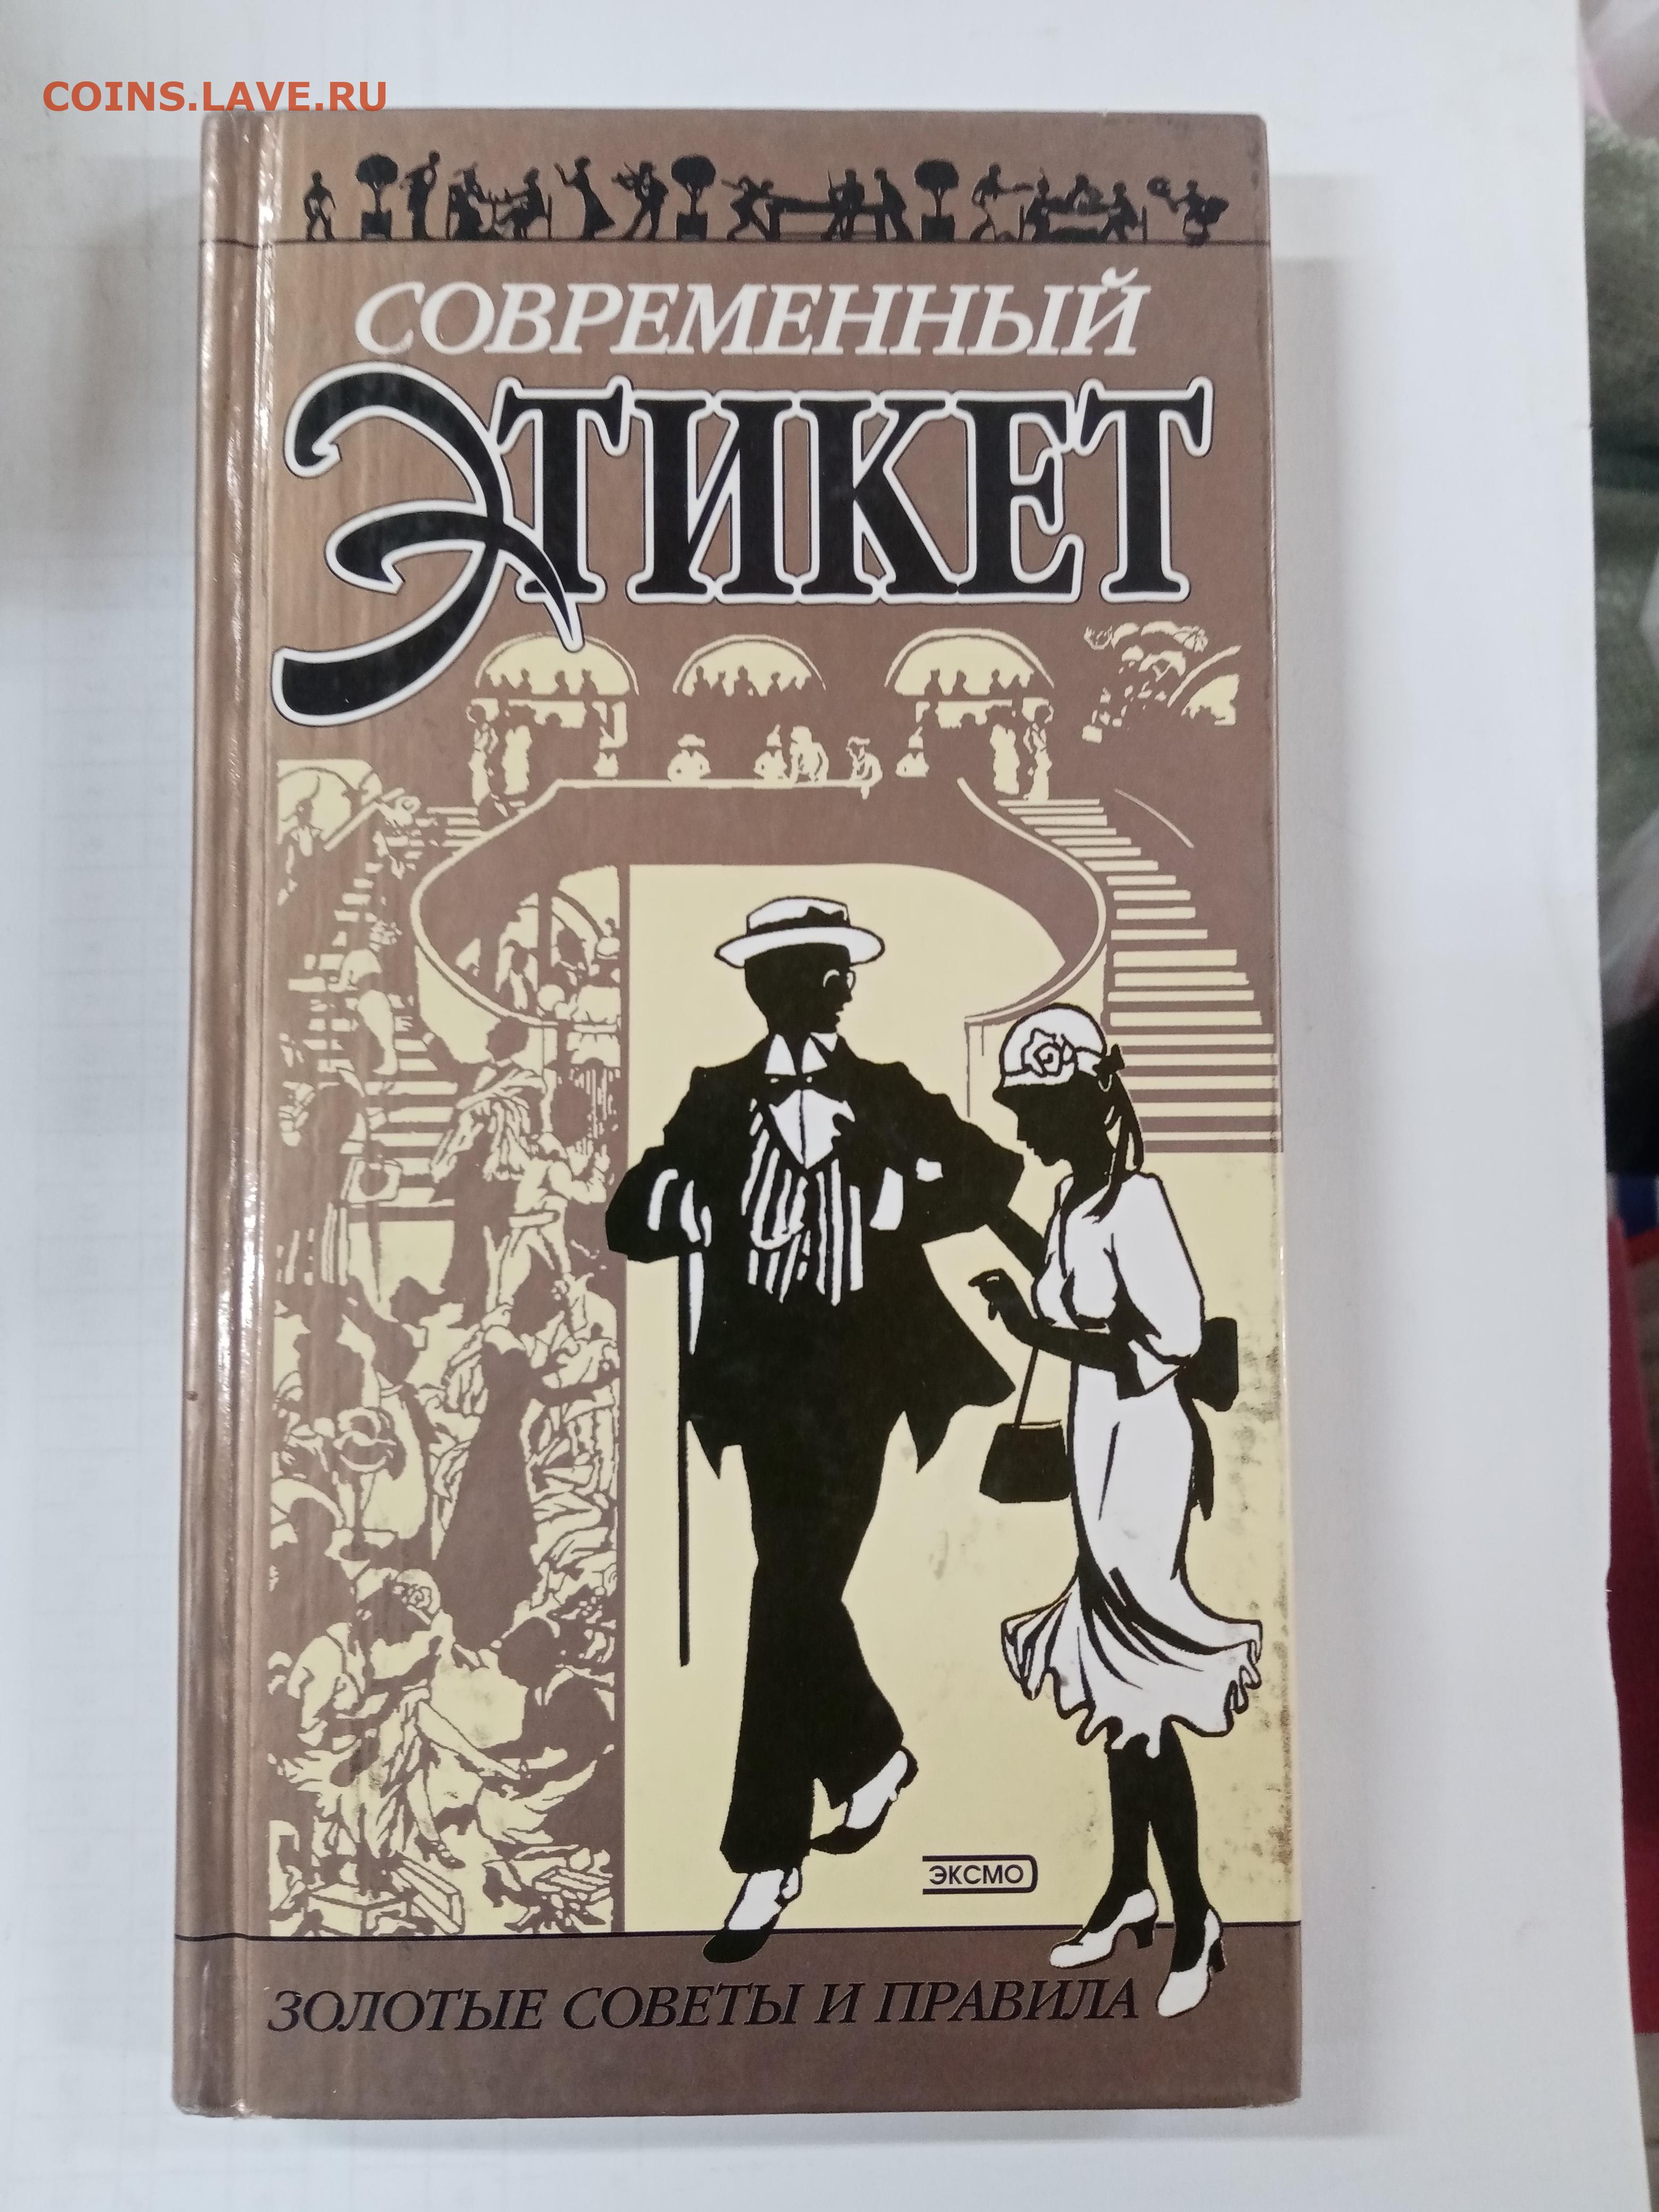 COINS.LAVE.RU
СОВРЕМЕННЫЙ
ЭТИКЕТ
ЭКСМО
ЗОЛОТЫЕ СОВЕТЫ И ПРАВИЛА